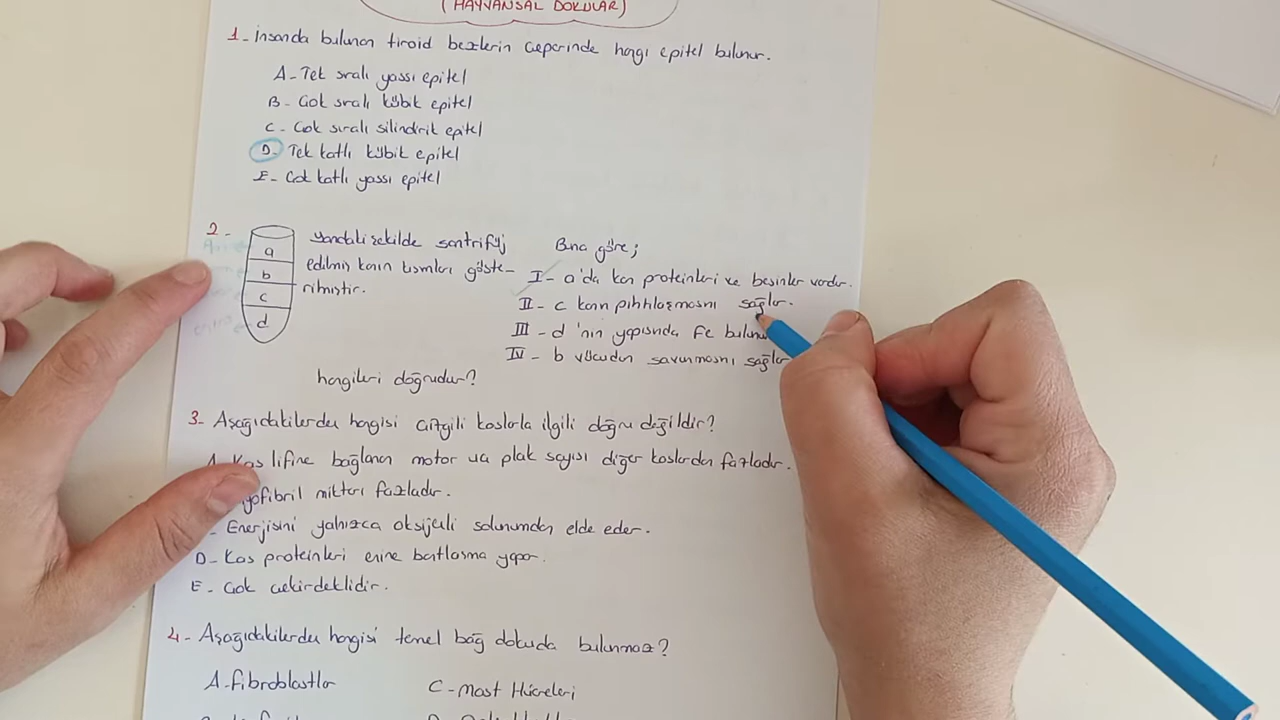 (HAYVANSAL DOKULAR)
1- İnsanda bulunan tiroid bezlerin çeperinde hangi epitel bulunur.
A- Tek sıralı yassı epitel
B- Çok sıralı kübik epitel
C- Çok sıralı silindirik epitel
D- Tek katlı kübik epitel
E- Çok katlı yassı epitel
2-
a
b
c
d
Yandaki şekilde santrifüj
edilmiş kanın kısımları göste-
rilmiştir.
Buna göre;
I- a'da kan proteinleri ve besinler vardır.
II- c kanın pıhtılaşmasını sağlar.
III- d 'nin yapısında Fe bulunu
IV- b vücudun savunmasını sağlar
hangileri doğrudur?
3- Aşağıdakilerden hangisi çizgili kaslarla ilgili doğru değildir?
A- Kas lifine bağlanan motor uç plak sayısı diğer kaslardan fazladır.
yofibril miktarı fazladır.
- Enerjisini yalnızca oksijenli solunumdan elde eder.
D- Kas proteinleri enine bantlaşma yapar.
E- Çok çekirdeklidir.
4- Aşağıdakilerden hangisi temel bağ dokuda bulunmaz?
A- Fibroblastlar
C- Mast Hücreleri